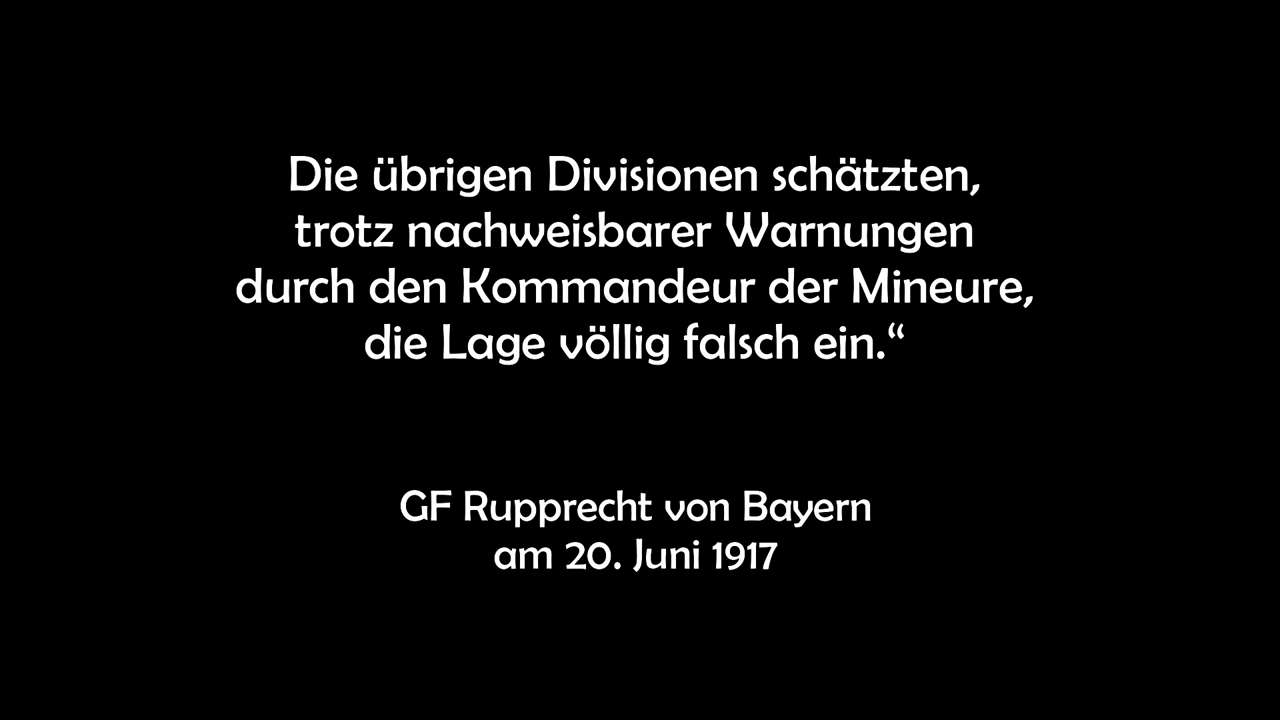 Die übrigen Divisionen schätzten,
trotz nachweisbarer Warnungen
durch den Kommandeur der Mineure,
die Lage völlig falsch ein.“
GF Rupprecht von Bayern
am 20. Juni 1917